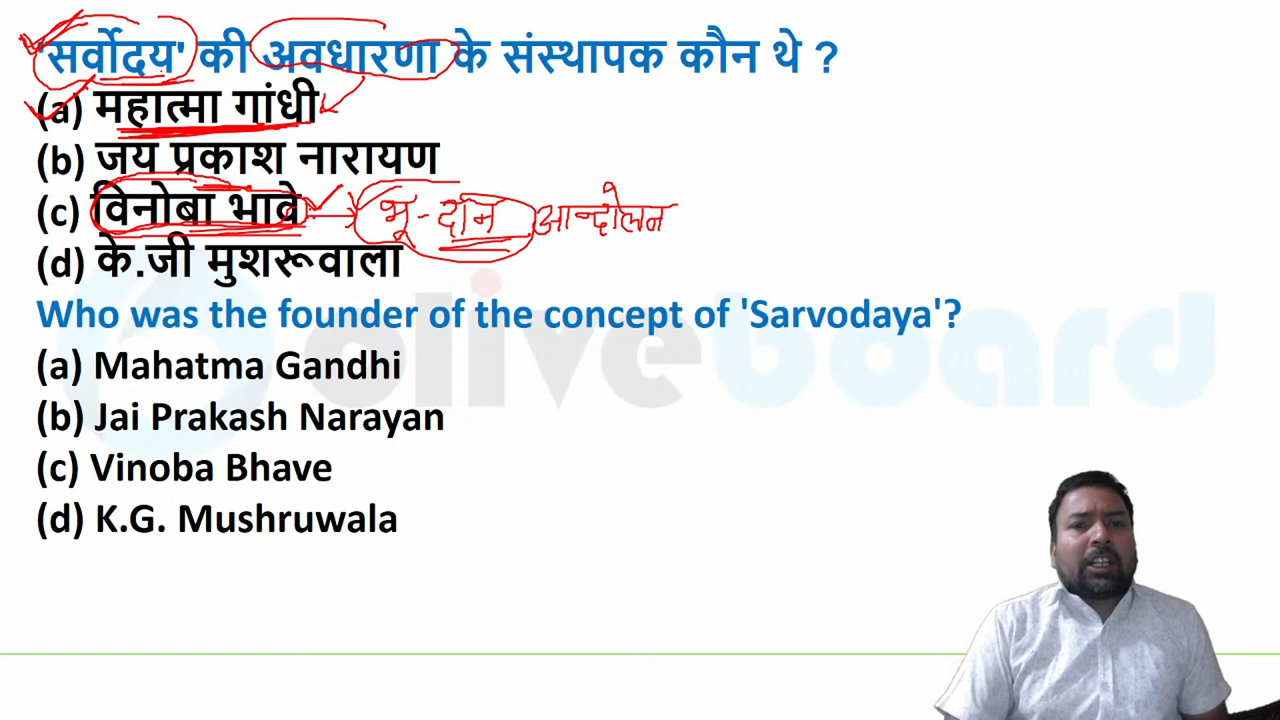 'सर्वोदय' की अवधारणा के संस्थापक कौन थे ?
(a) महात्मा गांधी
(b) जय प्रकाश नारायण
(c) विनोबा भावे भू-दान आन्दोलन
(d) के.जी मुशरूवाला
Who was the founder of the concept of 'Sarvodaya'?
(a) Mahatma Gandhi
(b) Jai Prakash Narayan
(c) Vinoba Bhave
(d) K.G. Mushruwala
oliveboard